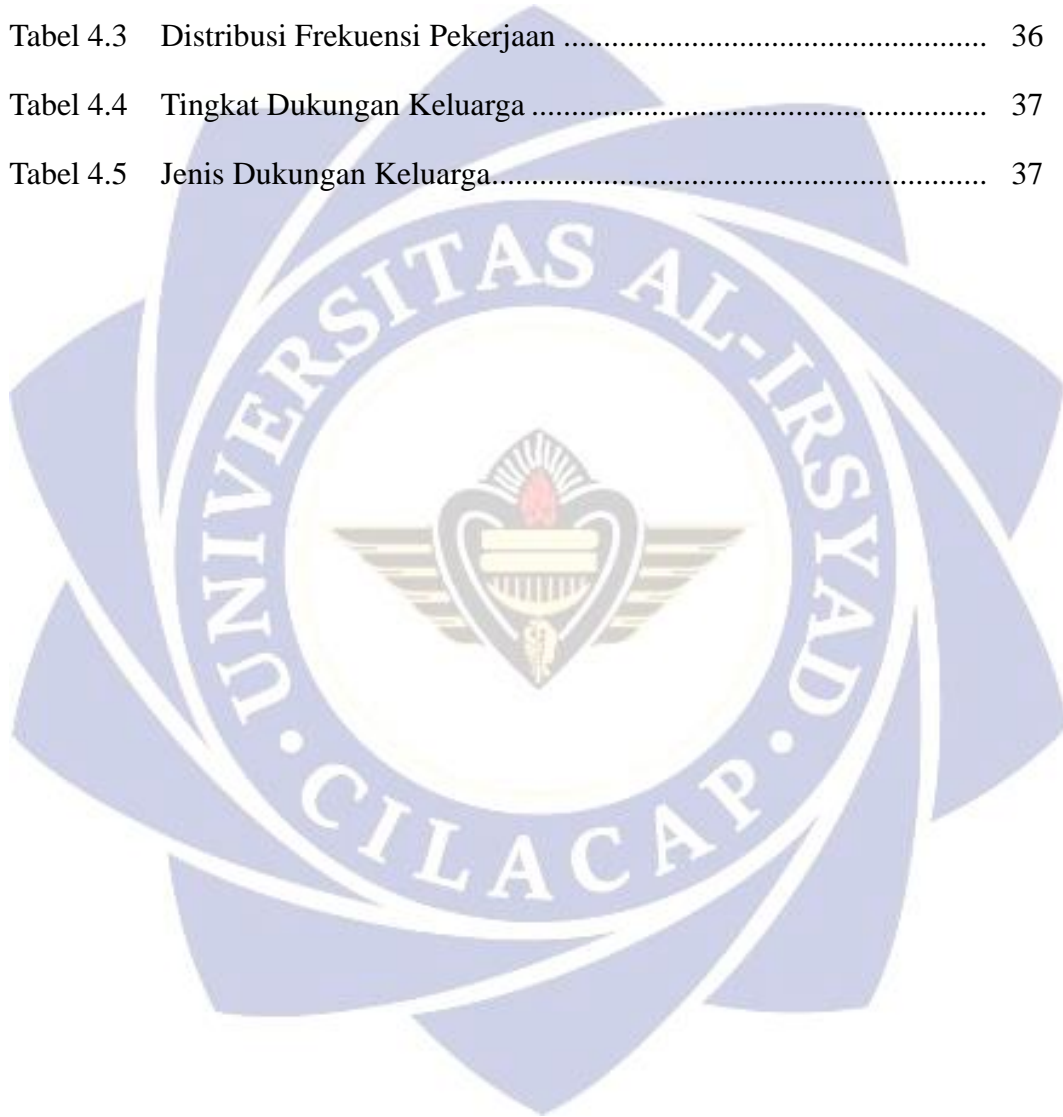 Tabel 4.3 Distribusi Frekuensi Pekerjaan .................................................... 36
Tabel 4.4 Tingkat Dukungan Keluarga ........................................................ 37
Tabel 4.5 Jenis Dukungan Keluarga............................................................. 37
UNIVERSITAS AL-IRSYAD
• CILACAP •